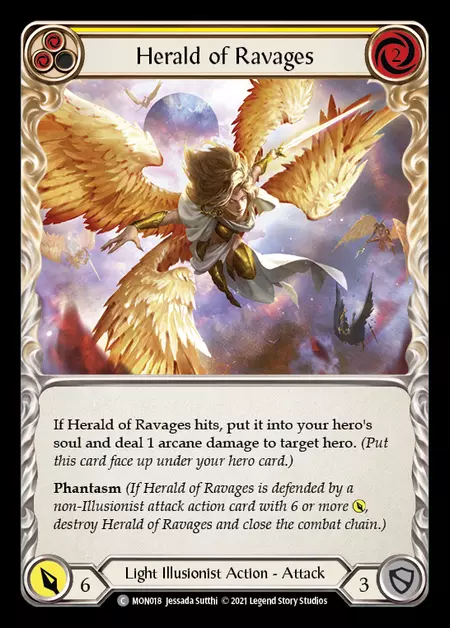 Herald of Ravages
2
If Herald of Ravages hits, put it into your hero's
soul and deal 1 arcane damage to target hero. (Put
this card face up under your hero card.)
Phantasm (If Herald of Ravages is defended by a
non-Illusionist attack action card with 6 or more ,
destroy Herald of Ravages and close the combat chain.)
6
Light Illusionist Action - Attack
3
C MON018 Jessada Sutthi © 2021 Legend Story Studios